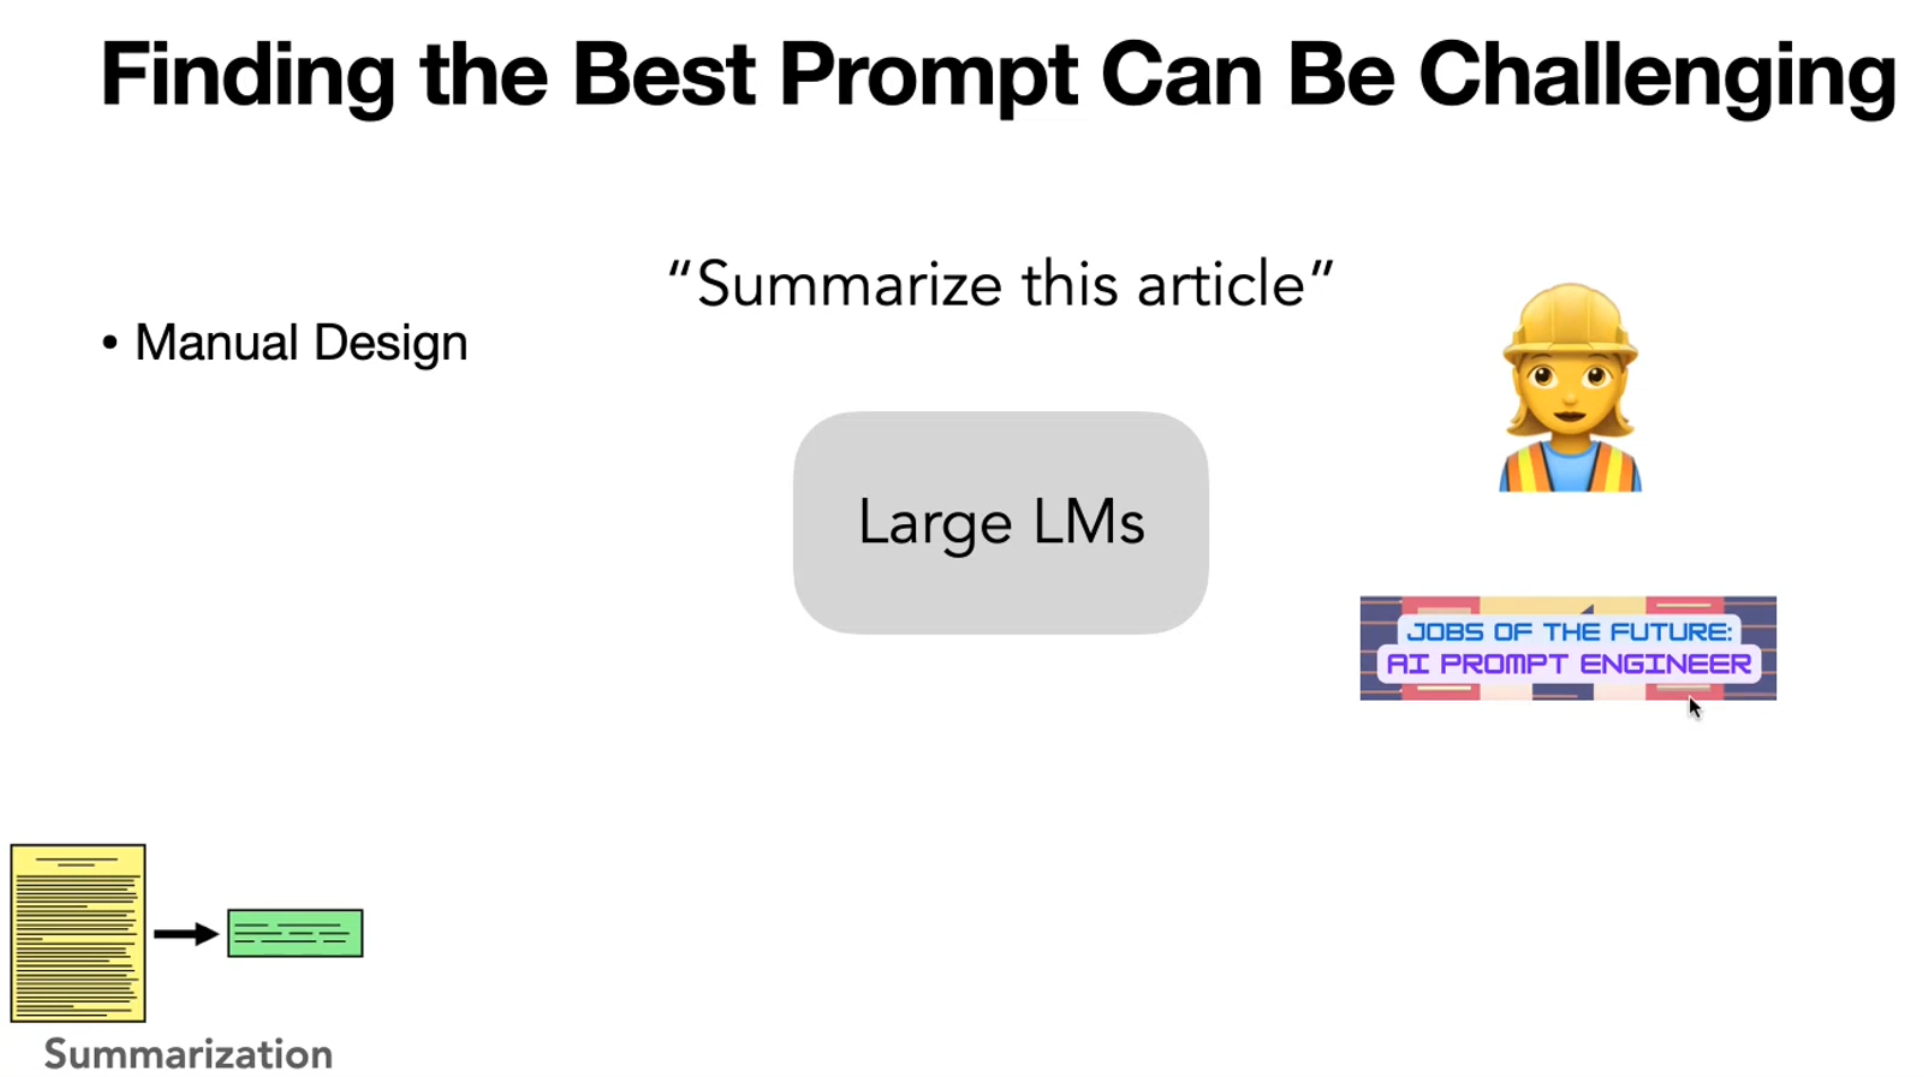 Finding the Best Prompt Can Be Challenging
“Summarize this article”
• Manual Design
Large LMs
JOBS OF THE FUTURE:
AI PROMPT ENGINEER
Summarization